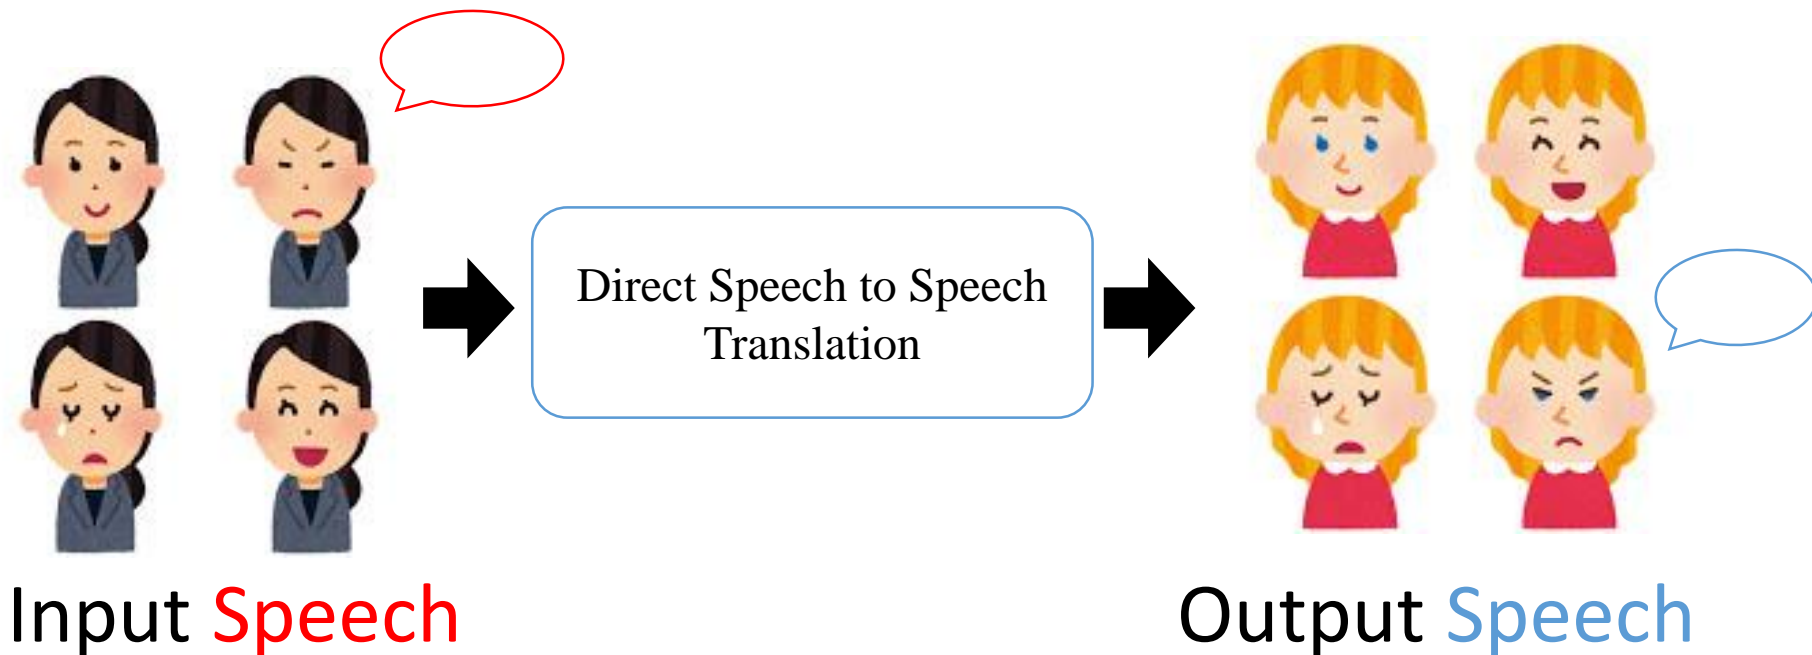 Direct Speech to Speech
Translation
Input Speech
Output Speech